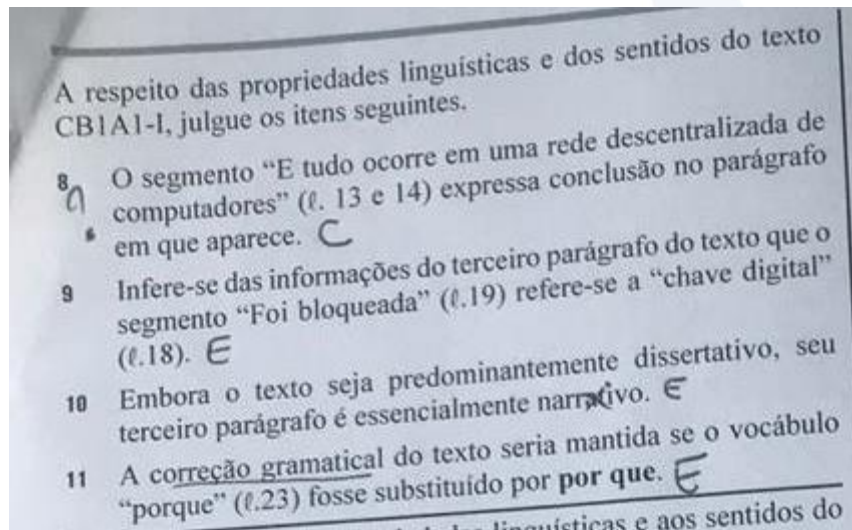 A respeito das propriedades linguísticas e dos sentidos do texto
CB1A1-I, julgue os itens seguintes.
8 O segmento “E tudo ocorre em uma rede descentralizada de
computadores” (ℓ. 13 e 14) expressa conclusão no parágrafo
em que aparece. C
9 Infere-se das informações do terceiro parágrafo do texto que o
segmento “Foi bloqueada” (ℓ.19) refere-se a “chave digital”
(ℓ.18). E
10 Embora o texto seja predominantemente dissertativo, seu
terceiro parágrafo é essencialmente narrativo. E
11 A correção gramatical do texto seria mantida se o vocábulo
“porque” (ℓ.23) fosse substituído por por que. E
linguísticas e aos sentidos do